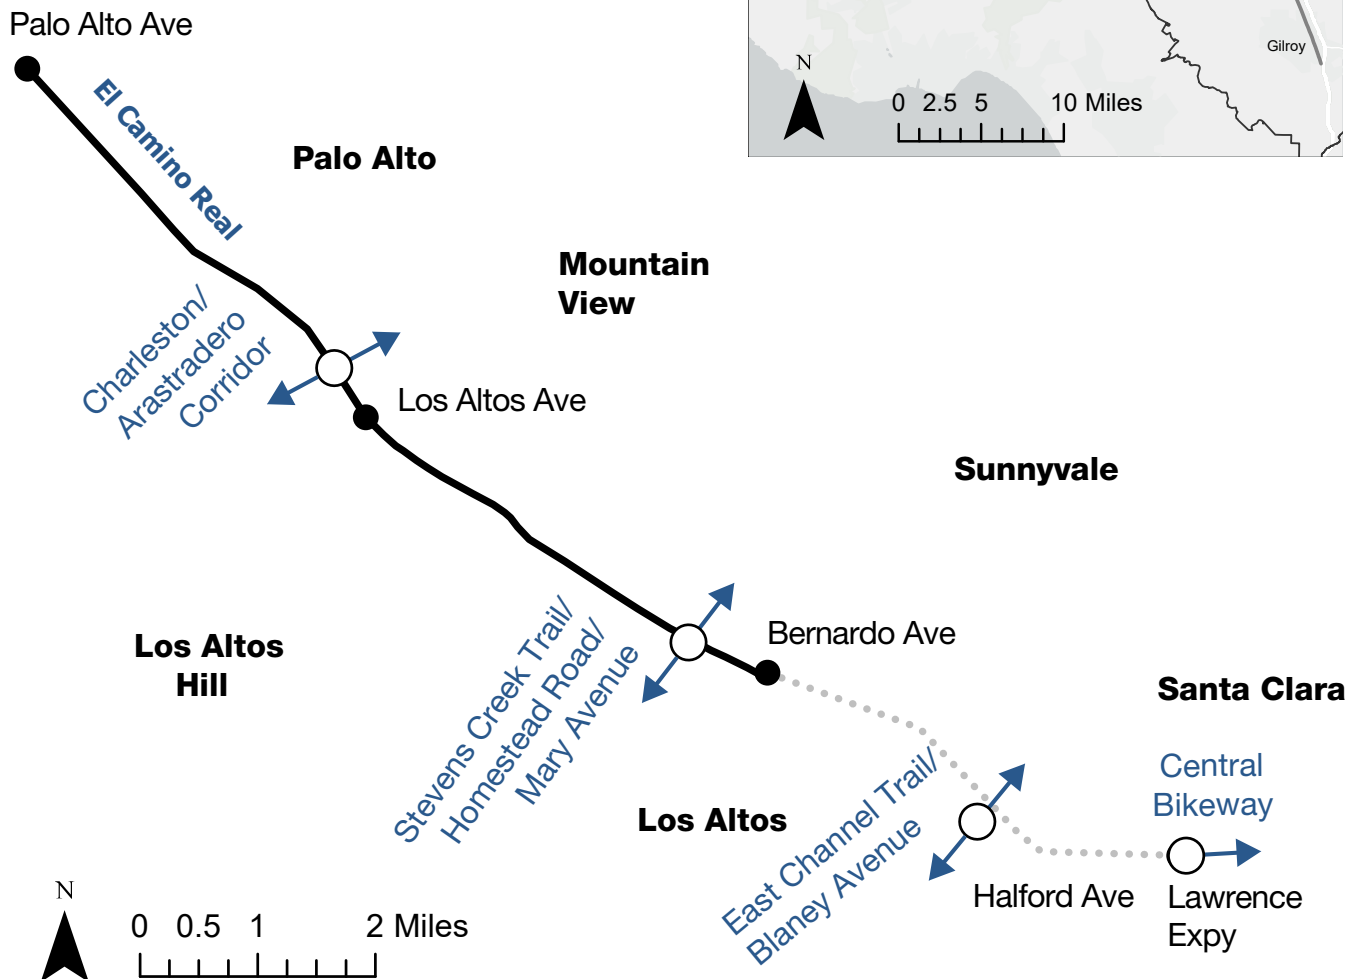 Palo Alto Ave
Gilroy
N
0 2.5 5 10 Miles
El Camino Real
Palo Alto
Mountain
View
Charleston/
Arastradero
Corridor
Los Altos Ave
Sunnyvale
Los Altos
Hill
Stevens Creek Trail/
Homestead Road/
Mary Avenue
Bernardo Ave
Santa Clara
Central
Bikeway
Los Altos
East Channel Trail/
Blaney Avenue
Halford Ave
Lawrence
Expy
N
0 0.5 1 2 Miles